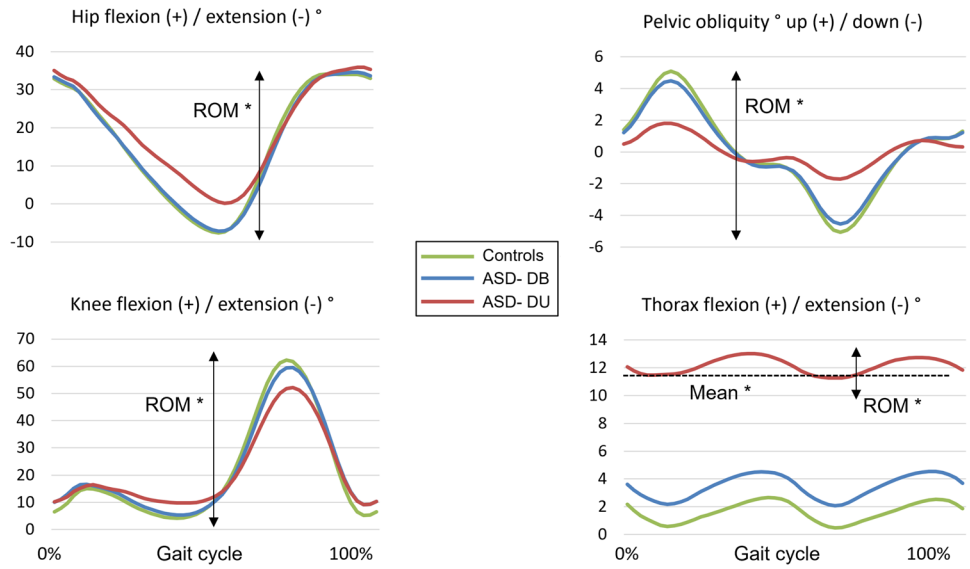 Hip flexion (+) / extension (-) °
40
30
20
10
0
-10
ROM *
Pelvic obliquity ° up (+) / down (-)
6
4
2
0
-2
-4
-6
ROM *
Controls
ASD- DB
ASD- DU
Knee flexion (+) / extension (-) °
70
60
50
40
30
20
10
0
ROM *
0%
Gait cycle
100%
Thorax flexion (+) / extension (-) °
14
12
10
8
6
4
2
0
Mean *
ROM *
0%
Gait cycle
100%